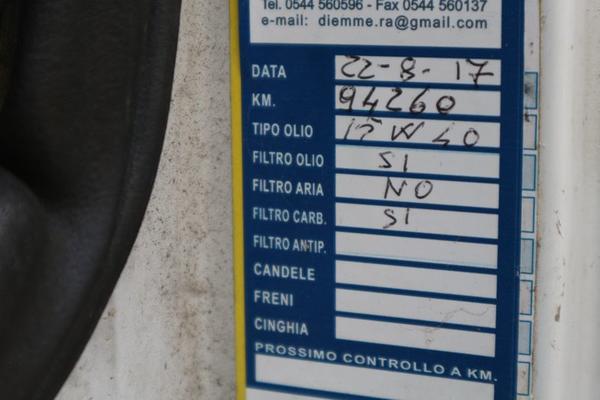 Tel. 0544 560596 - Fax 0544 560137
e-mail: diemme.ra@gmail.com
DATA 22-8-17
KM. 94260
TIPO OLIO 15W40
FILTRO OLIO SI
FILTRO ARIA NO
FILTRO CARB. SI
FILTRO ANTIP.
CANDELE
FRENI
CINGHIA
PROSSIMO CONTROLLO A KM.